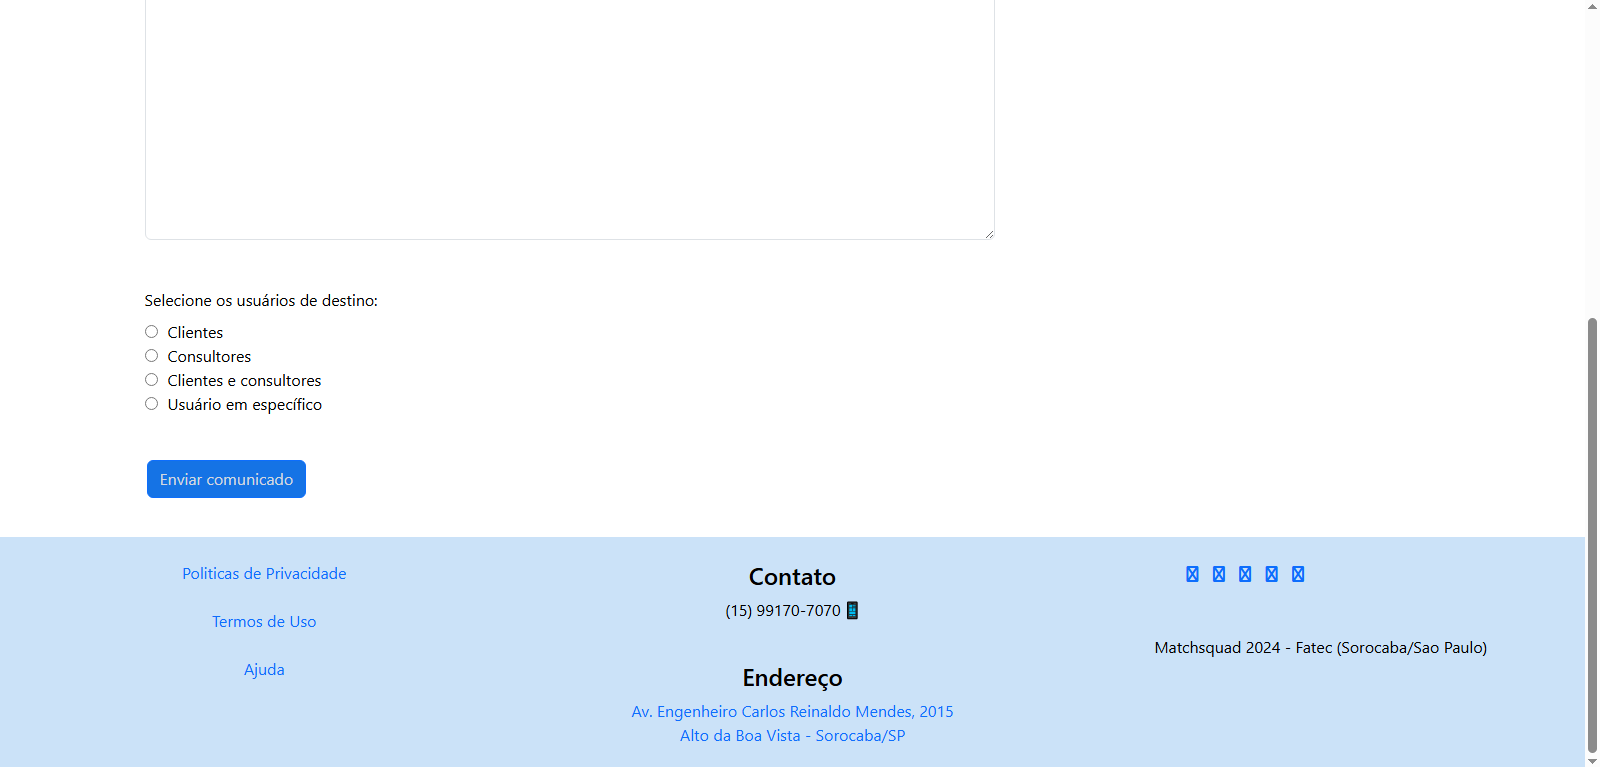 Selecione os usuários de destino:
Clientes
Consultores
Clientes e consultores
Usuário em específico
Enviar comunicado
Politicas de Privacidade
Termos de Uso
Ajuda
Contato
(15) 99170-7070
Endereço
Av. Engenheiro Carlos Reinaldo Mendes, 2015
Alto da Boa Vista - Sorocaba/SP
Matchsquad 2024 - Fatec (Sorocaba/Sao Paulo)